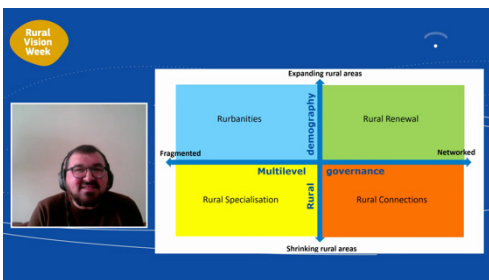 Rural
Vision
Week
Expanding rural areas
Rurbanities
Rural demography
Rural Renewal
Fragmented
Networked
Multilevel governance
Rural Specialisation
Rural Connections
Shrinking rural areas